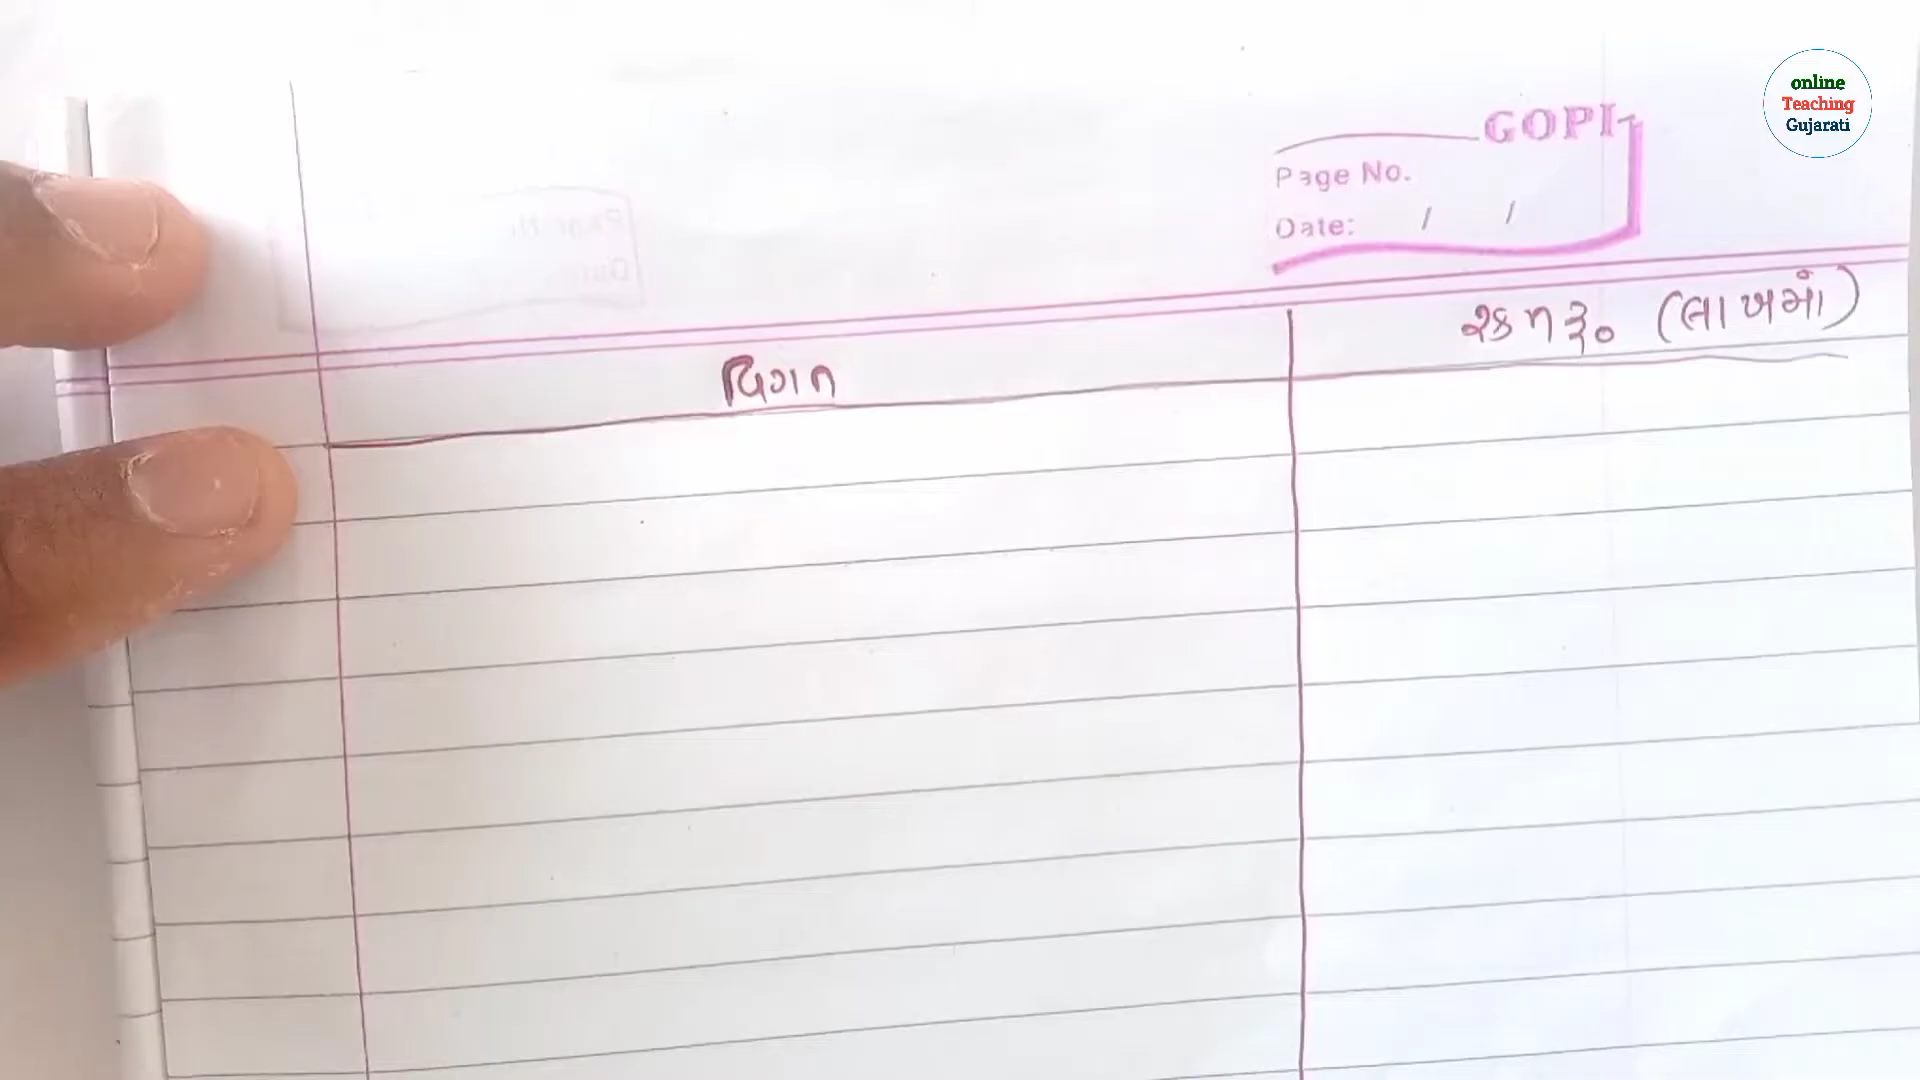 online
Teaching
Gujarati
GOPI
Page No.
Date: / /
વિગત
રકમ રૂ. (લાખમાં)